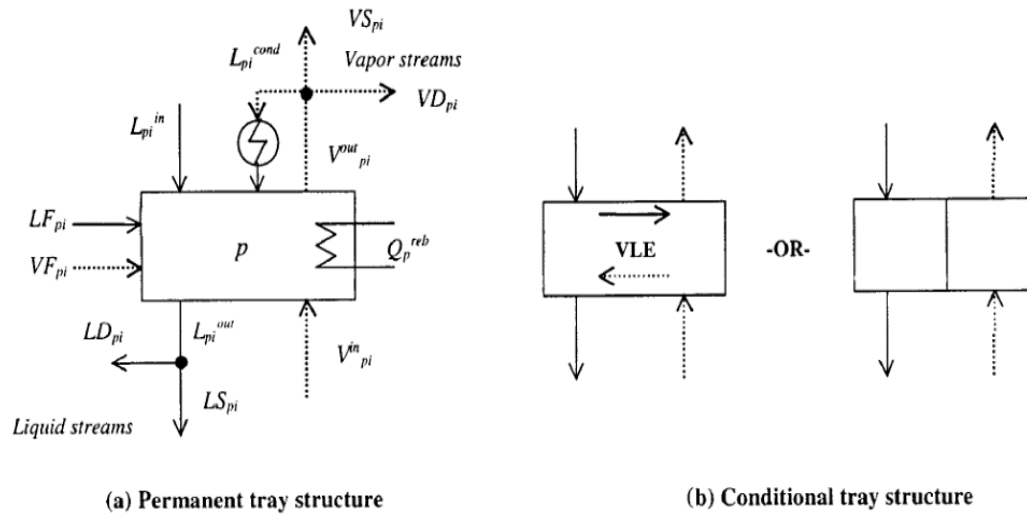 VS_pi
L_pi^cond
Vapor streams
VD_pi
L_pi^in
V^out_pi
LF_pi
p
Q_p^reb
VF_pi
LD_pi
L_pi^out
V^in_pi
LS_pi
Liquid streams
VLE
-OR-
(a) Permanent tray structure
(b) Conditional tray structure